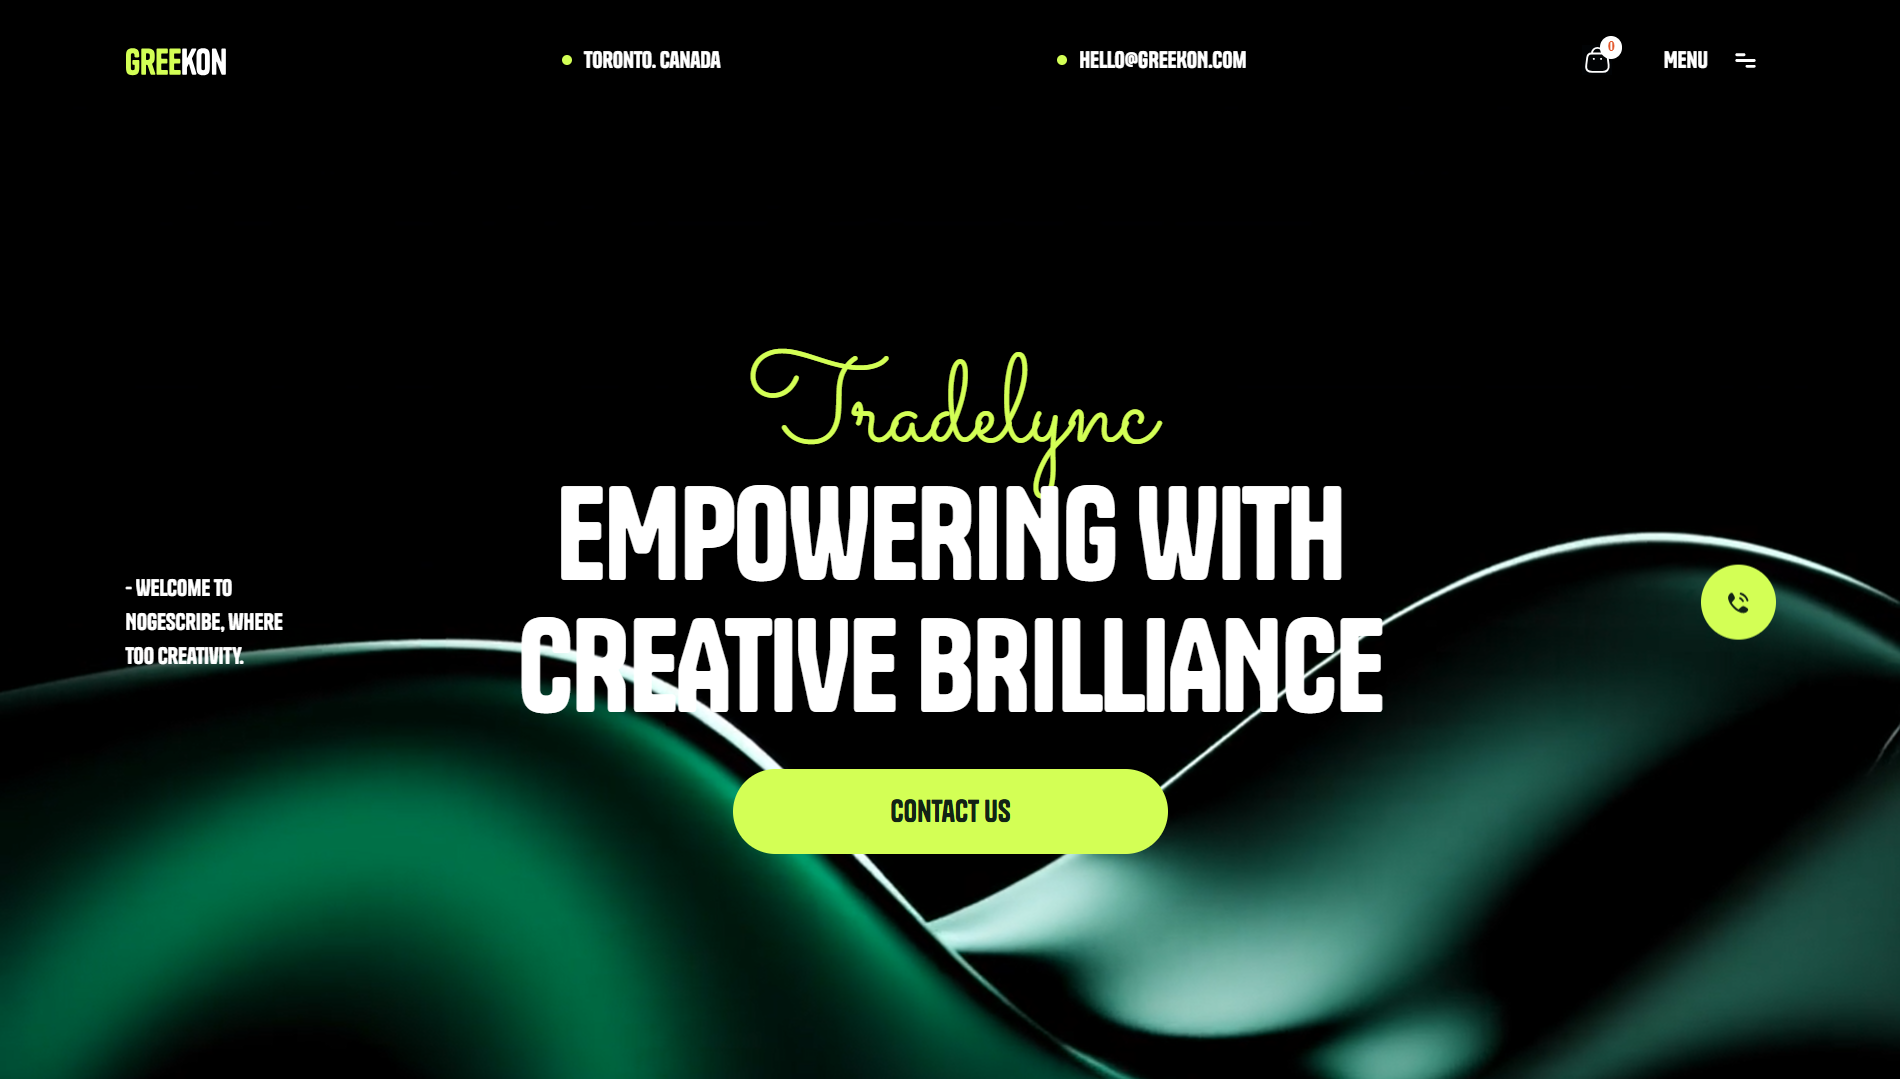 GREEKON
TORONTO. CANADA
HELLO@GREEKON.COM
0
MENU
Tradelync
EMPOWERING WITH
CREATIVE BRILLIANCE
- WELCOME TO
NOGESCRIBE, WHERE
TOO CREATIVITY.
CONTACT US